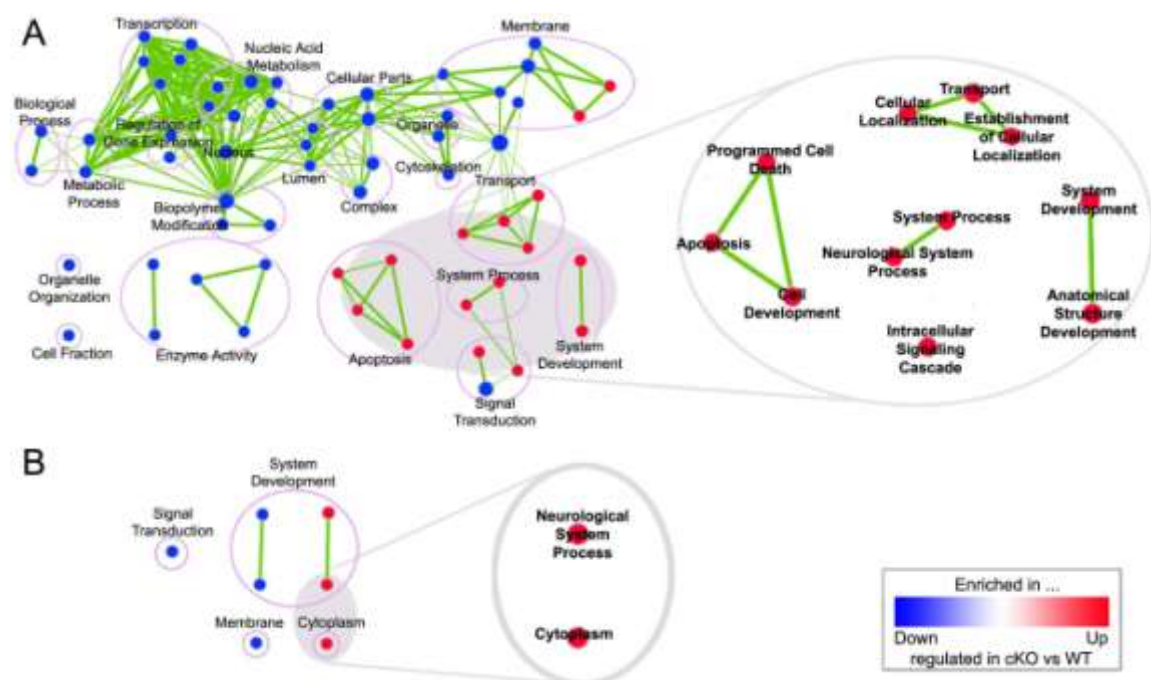 A
Transcription
Membrane
Nucleic Acid
Metabolism
Cellular Parts
Biological
Process
Regulation of
Gene Expression
Nucleus
Organelle
Metabolic
Process
Lumen
Cytoskeleton
Complex
Transport
Biopolymer
Modification
Organelle
Organization
Cell Fraction
Enzyme Activity
System Process
Apoptosis
System
Development
Signal
Transduction
Transport
Cellular
Localization
Establishment
of Cellular
Localization
Programmed Cell
Death
System
Development
System Process
Apoptosis
Neurological System
Process
Cell
Development
Anatomical
Structure
Development
Intracellular
Signaling
Cascade
B
System
Development
Signal
Transduction
Membrane
Cytoplasm
Neurological
System
Process
Cytoplasm
Enriched in ...
Down Up
regulated in cKO vs WT